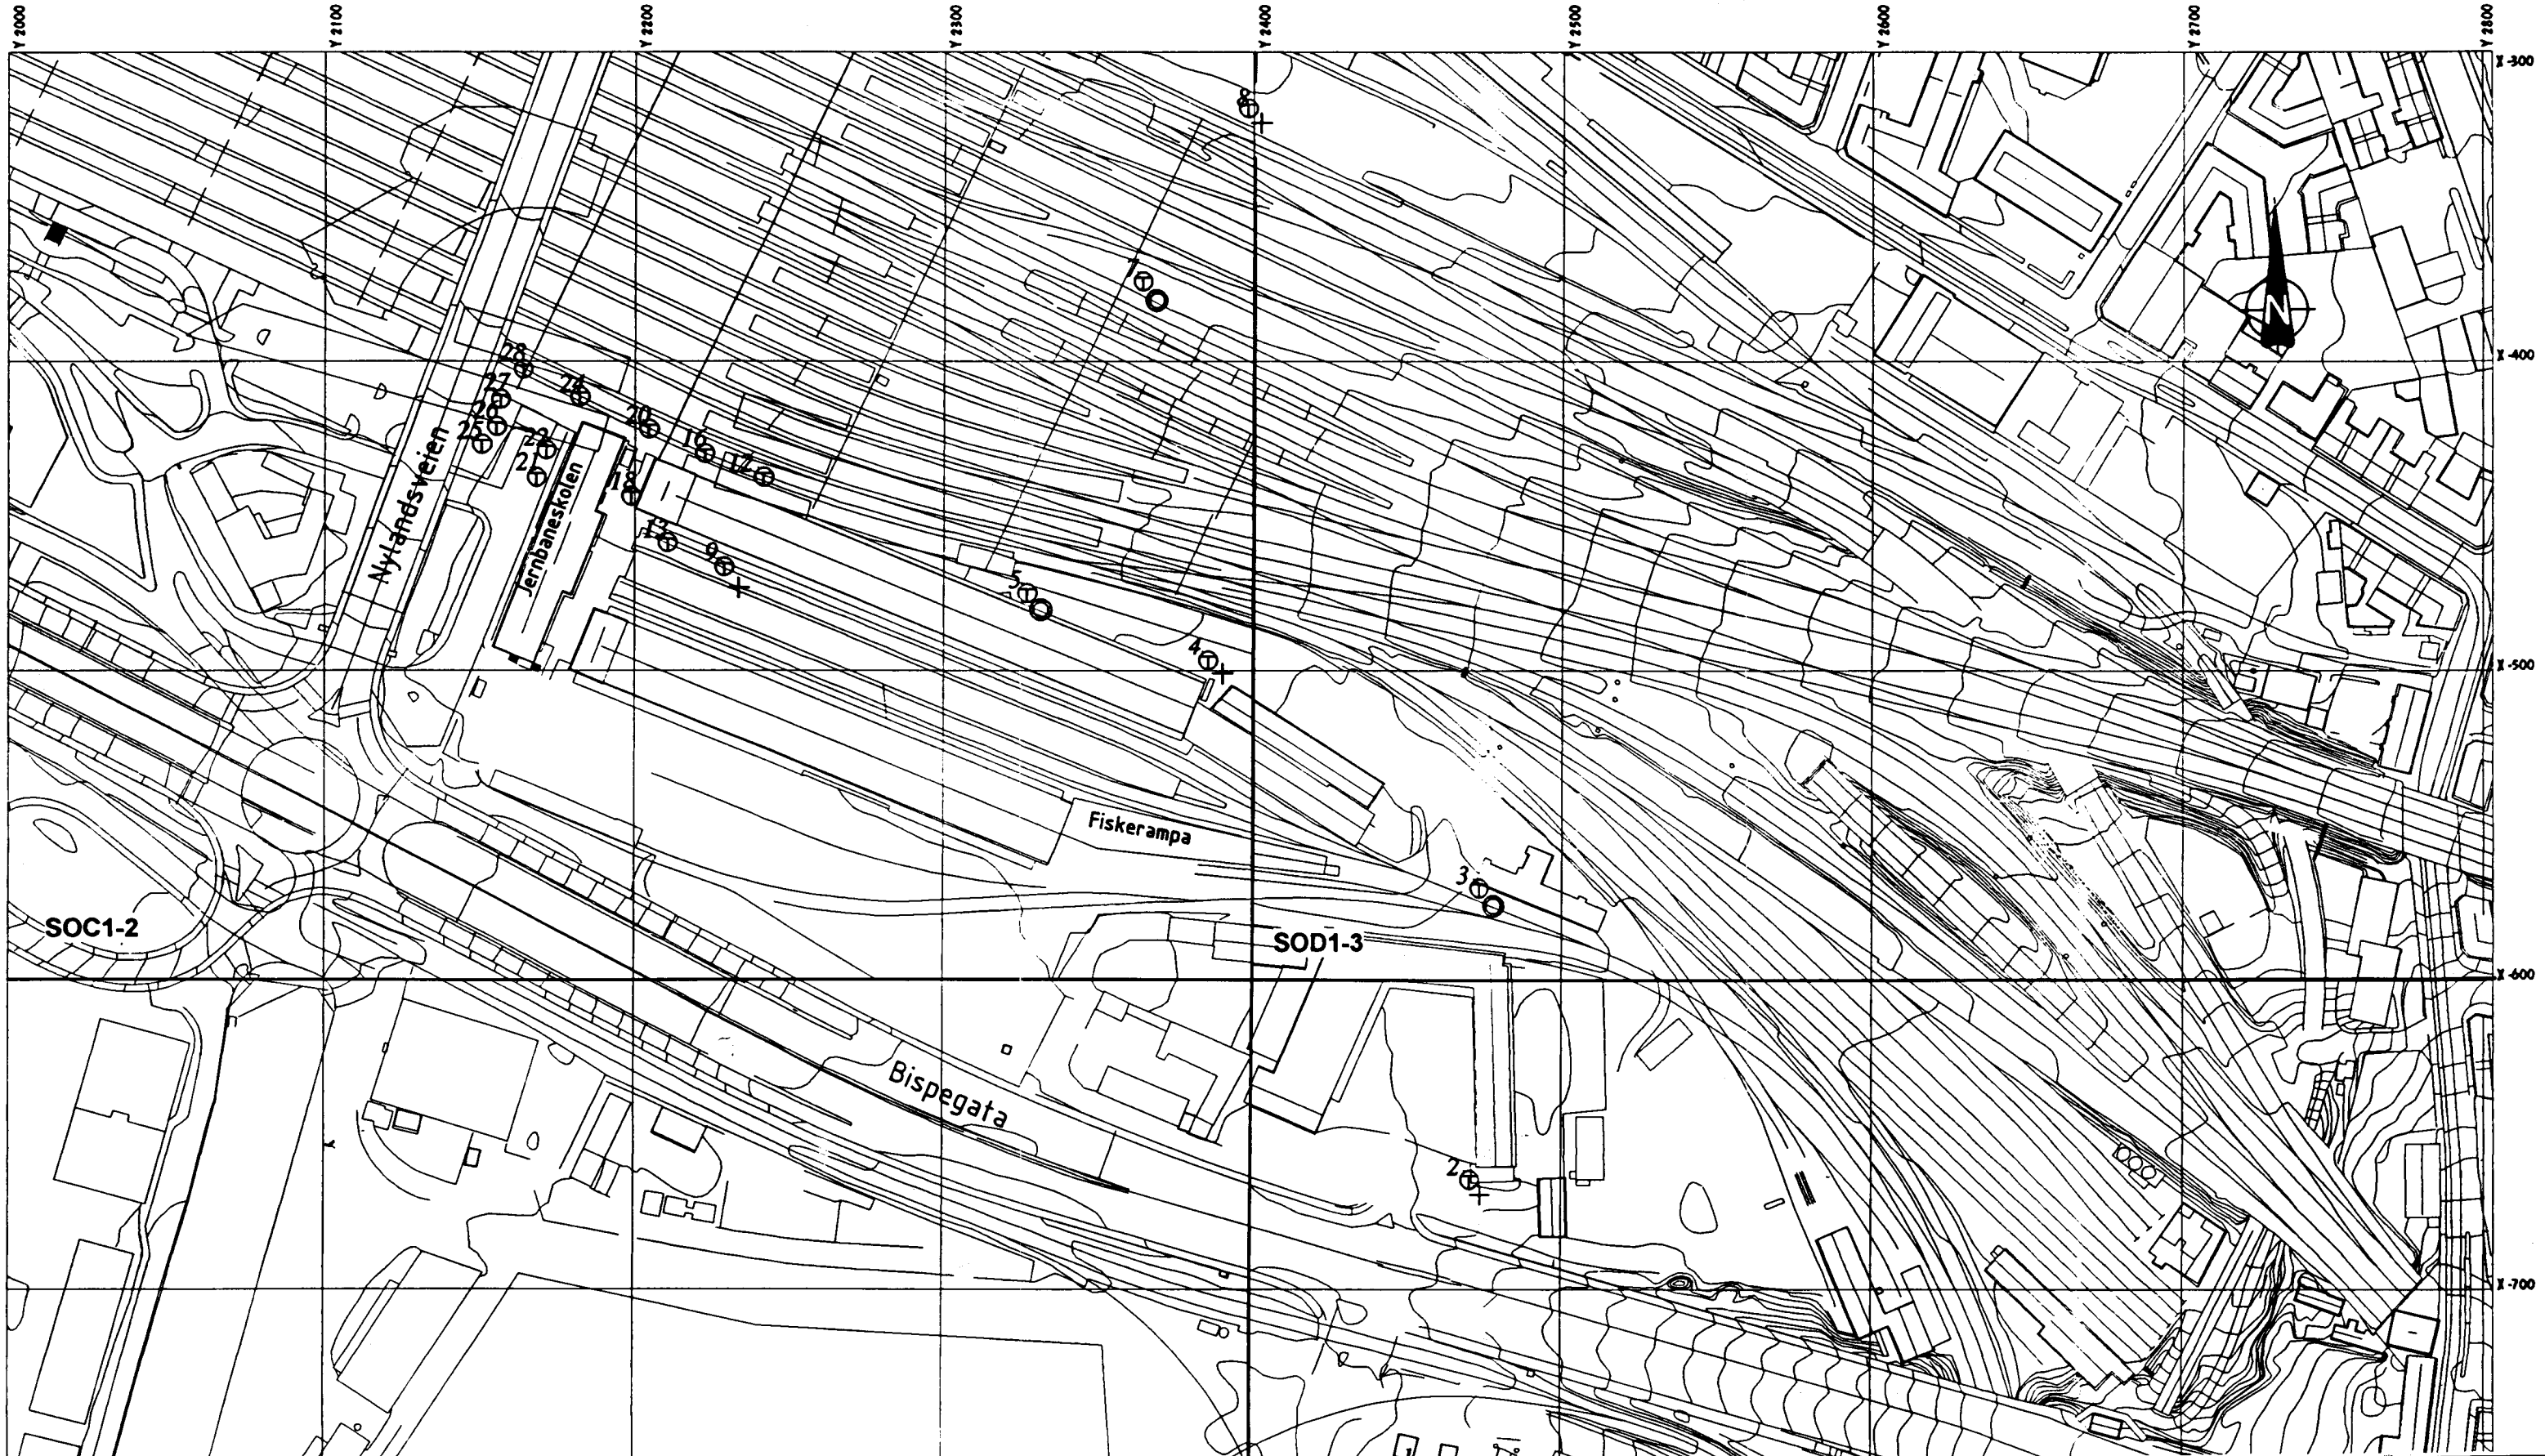 Y 2000
Y 2100
Y 2200
Y 2300
Y 2400
Y 2500
Y 2600
Y 2700
Y 2800
X -300
8
7
N
X -400
28
27
24
26
20
25
22
16
21
12
18
Nylandsveien
Jernbaneskolen
13
9
5
4
X -500
Fiskerampa
3
SOC1-2
SOD1-3
X -600
Bispegata
2
X -700